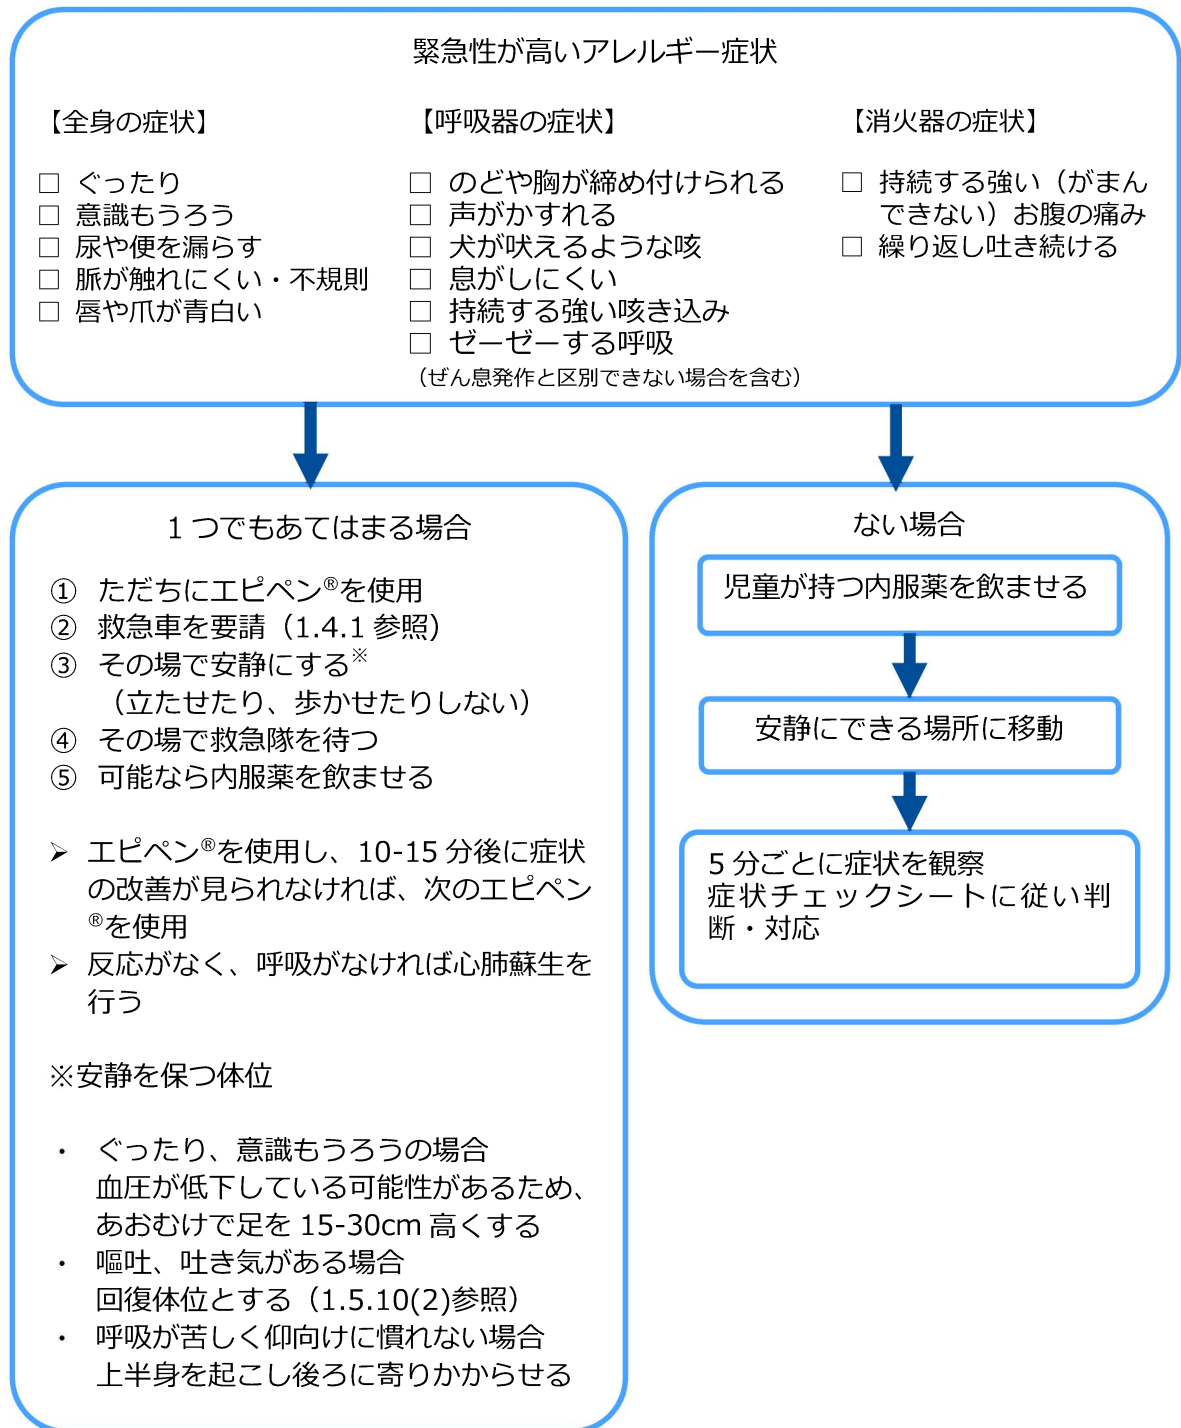 緊急性が高いアレルギー症状
【全身の症状】
□ ぐったり
□ 意識もうろう
□ 尿や便を漏らす
□ 脈が触れにくい・不規則
□ 唇や爪が青白い
【呼吸器の症状】
□ のどや胸が締め付けられる
□ 声がかすれる
□ 犬が吠えるような咳
□ 息がしにくい
□ 持続する強い咳き込み
□ ゼーゼーする呼吸
（ぜん息発作と区別できない場合を含む）
【消火器の症状】
□ 持続する強い（がまん
できない）お腹の痛み
□ 繰り返し吐き続ける
1 つでもあてはまる場合
① ただちにエピペン®を使用
② 救急車を要請（1.4.1 参照）
③ その場で安静にする※
（立たせたり、歩かせたりしない）
④ その場で救急隊を待つ
⑤ 可能なら内服薬を飲ませる
➢ エピペン®を使用し、10-15 分後に症状
の改善が見られなければ、次のエピペン
®を使用
➢ 反応がなく、呼吸がなければ心肺蘇生を
行う
※安静を保つ体位
・ ぐったり、意識もうろうの場合
血圧が低下している可能性があるため、
あおむけで足を 15-30cm 高くする
・ 嘔吐、吐き気がある場合
回復体位とする（1.5.10(2)参照）
・ 呼吸が苦しく仰向けに慣れない場合
上半身を起こし後ろに寄りかからせる
ない場合
児童が持つ内服薬を飲ませる
安静にできる場所に移動
5 分ごとに症状を観察
症状チェックシートに従い判
断・対応